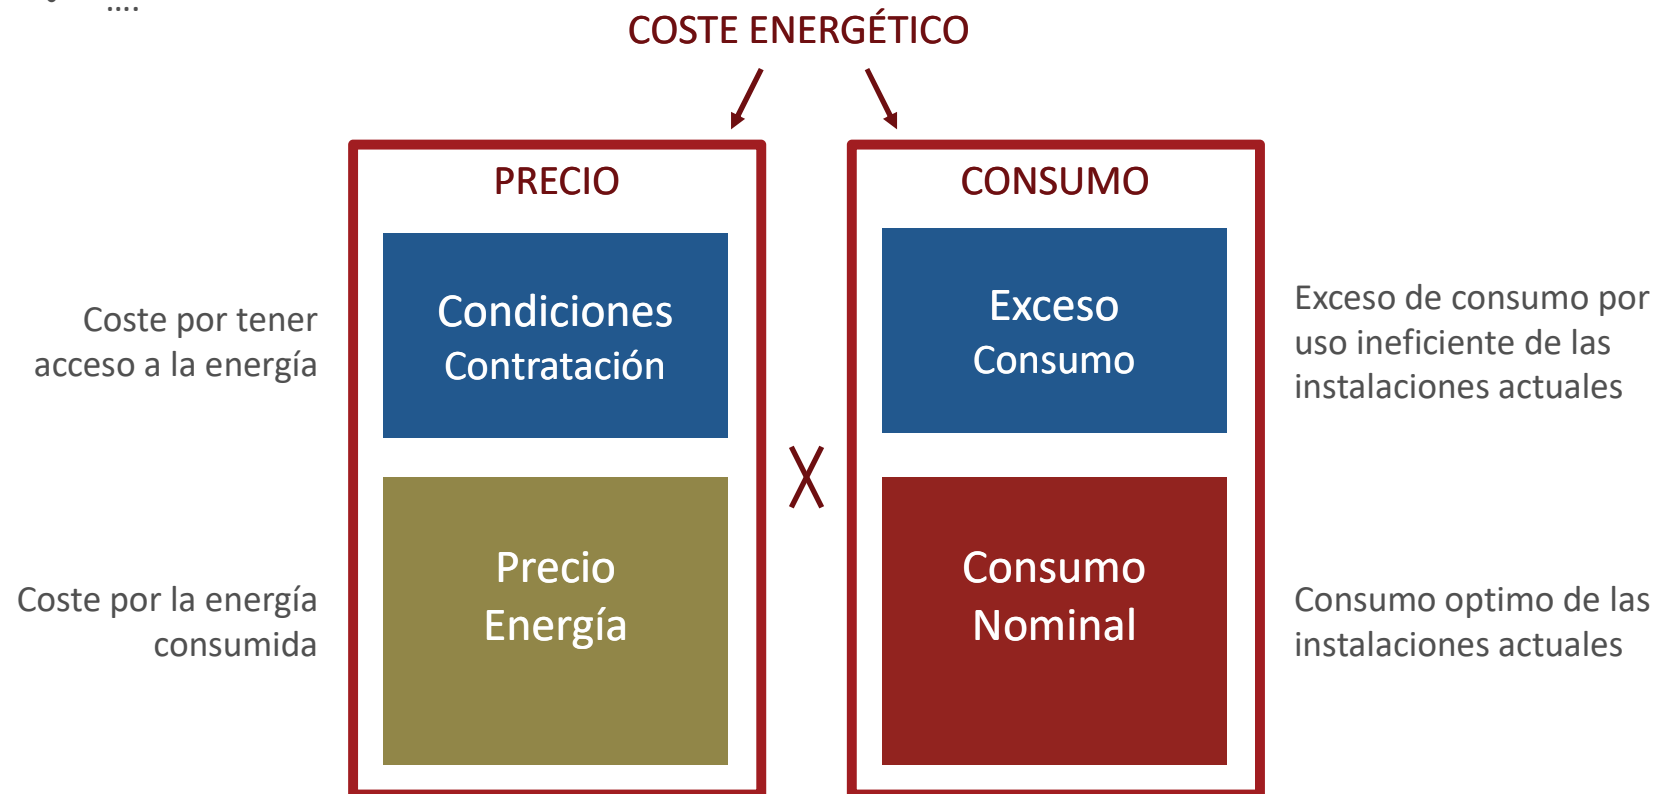 ....
COSTE ENERGÉTICO
PRECIO
CONSUMO
Coste por tener
acceso a la energía
Condiciones
Contratación
Exceso
Consumo
Exceso de consumo por
uso ineficiente de las
instalaciones actuales
X
Coste por la energía
consumida
Precio
Energía
Consumo
Nominal
Consumo optimo de las
instalaciones actuales